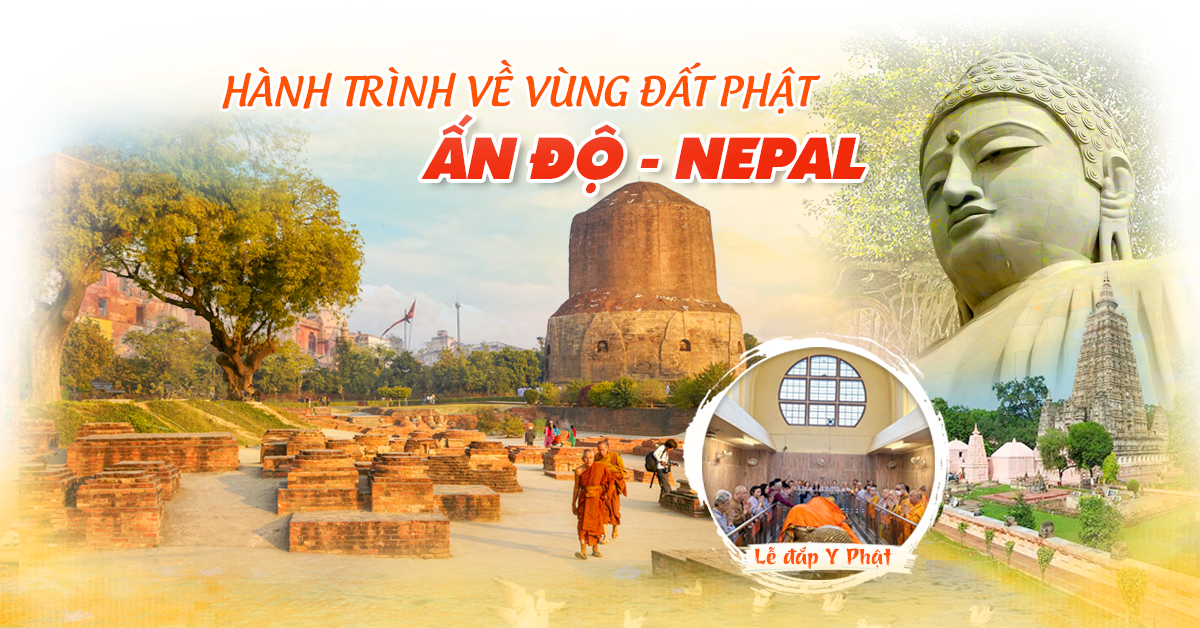 HÀNH TRÌNH VỀ VÙNG ĐẤT PHẬT
ẤN ĐỘ - NEPAL
Lễ đắp Y Phật